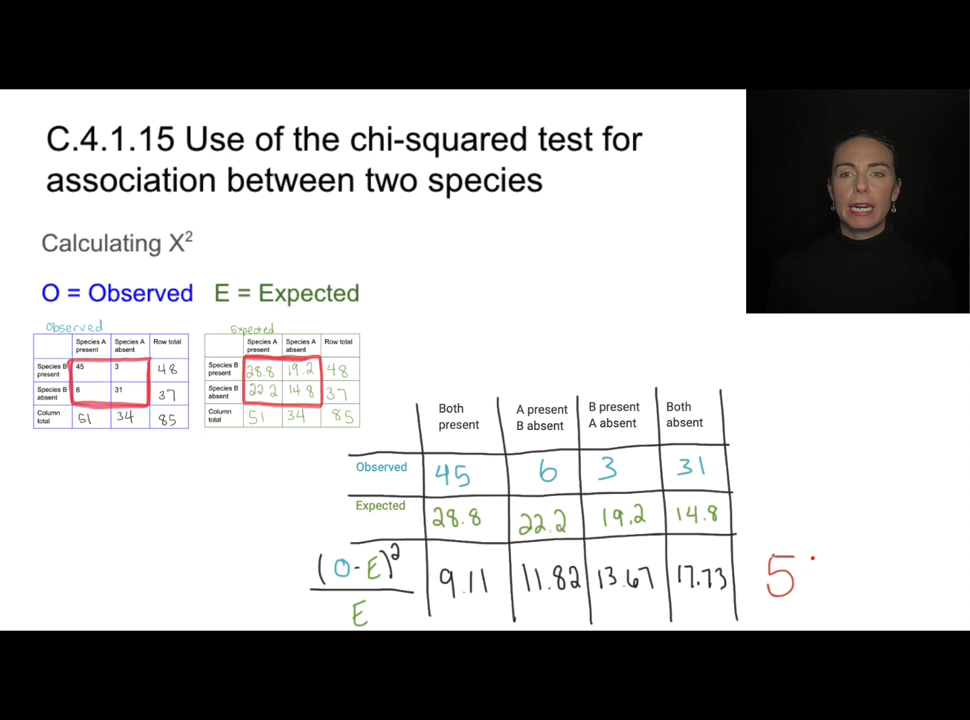 C.4.1.15 Use of the chi-squared test for
association between two species
Calculating X²
O = Observed E = Expected
Observed
Species A present Species A absent Row total
Species B present 45 3 48
Species B absent 6 31 37
Column total 51 34 85
Expected
Species A present Species A absent Row total
Species B present 28.8 19.2 48
Species B absent 22.2 14.8 37
Column total 51 34 85
Both present A present B absent B present A absent Both absent
Observed 45 6 3 31
Expected 28.8 22.2 19.2 14.8
(O-E)²/E 9.11 11.82 13.67 17.73 5